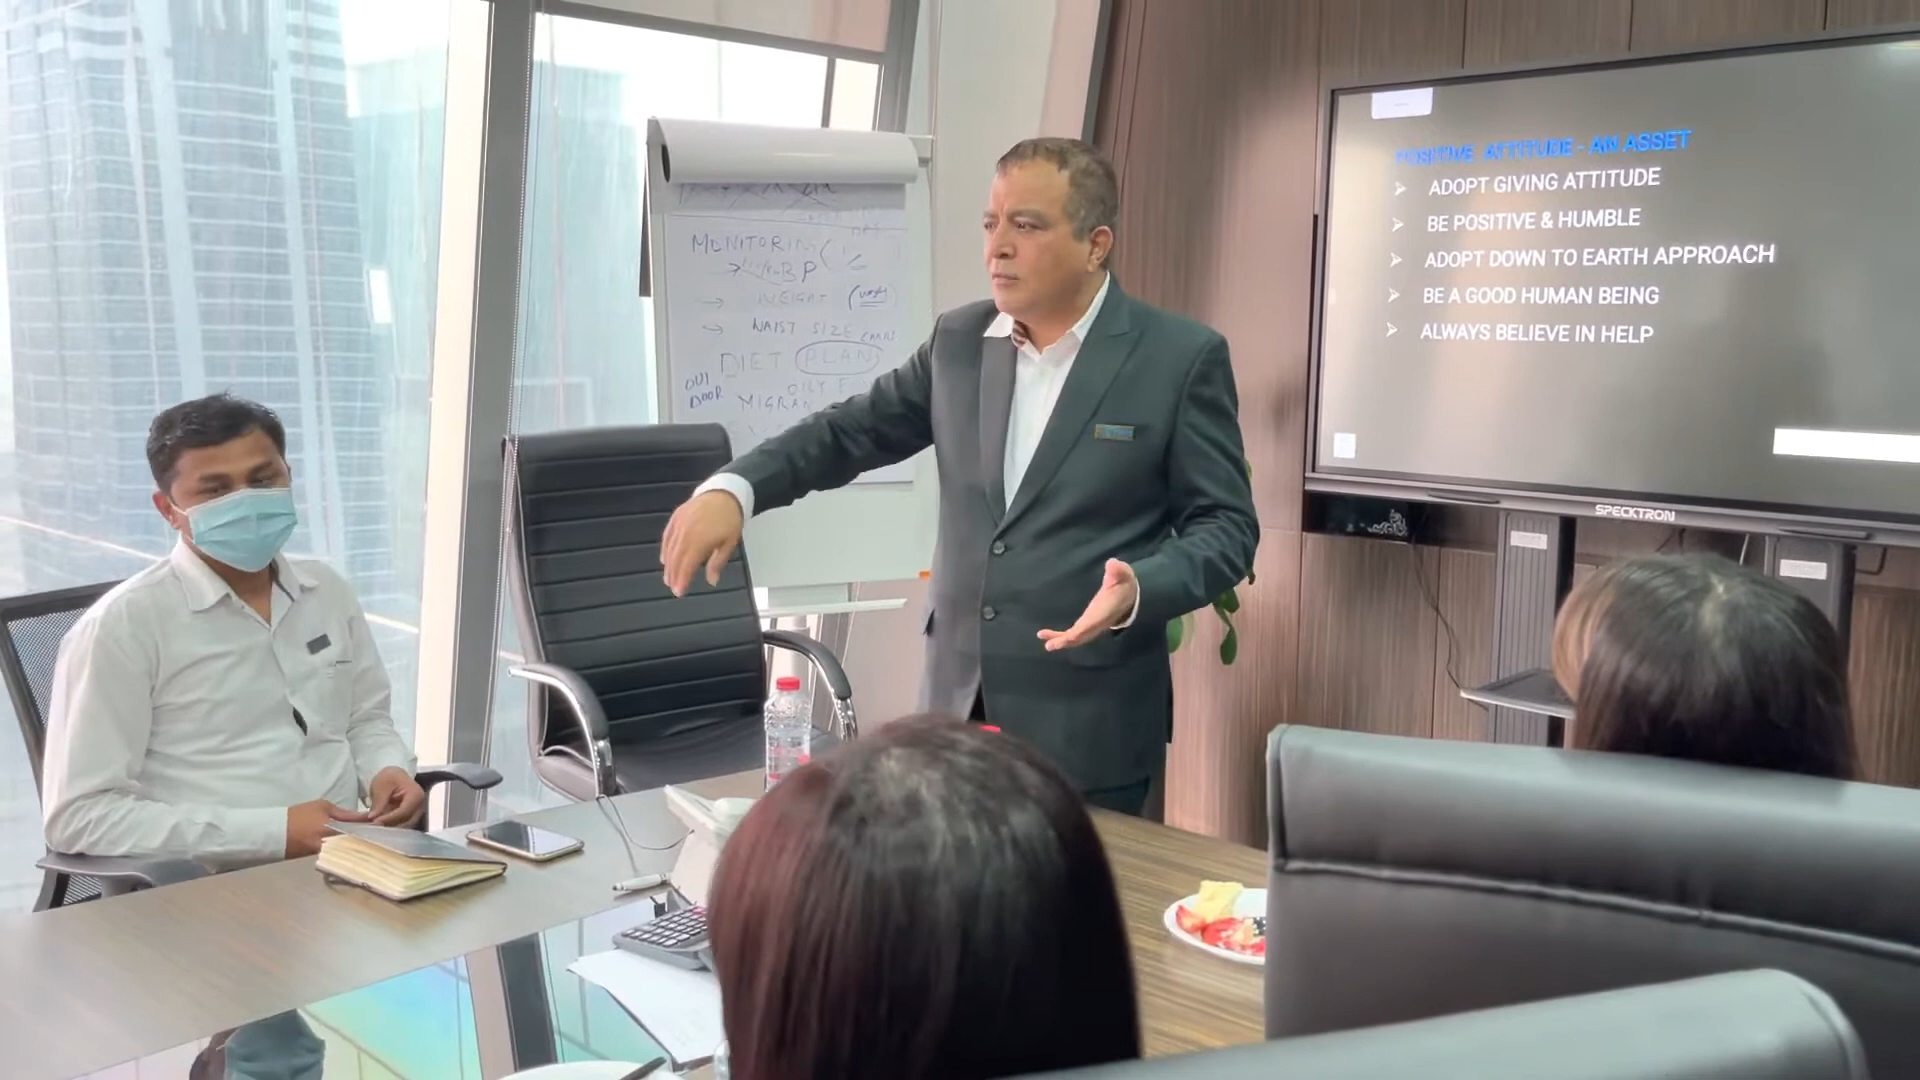 MONITORING
BP
WEIGHT
WAIST SIZE
DIET PLAN
OUT
DOOR
POSITIVE ATTITUDE - AN ASSET
➢ ADOPT GIVING ATTITUDE
➢ BE POSITIVE & HUMBLE
➢ ADOPT DOWN TO EARTH APPROACH
➢ BE A GOOD HUMAN BEING
➢ ALWAYS BELIEVE IN HELP
SPECKTRON